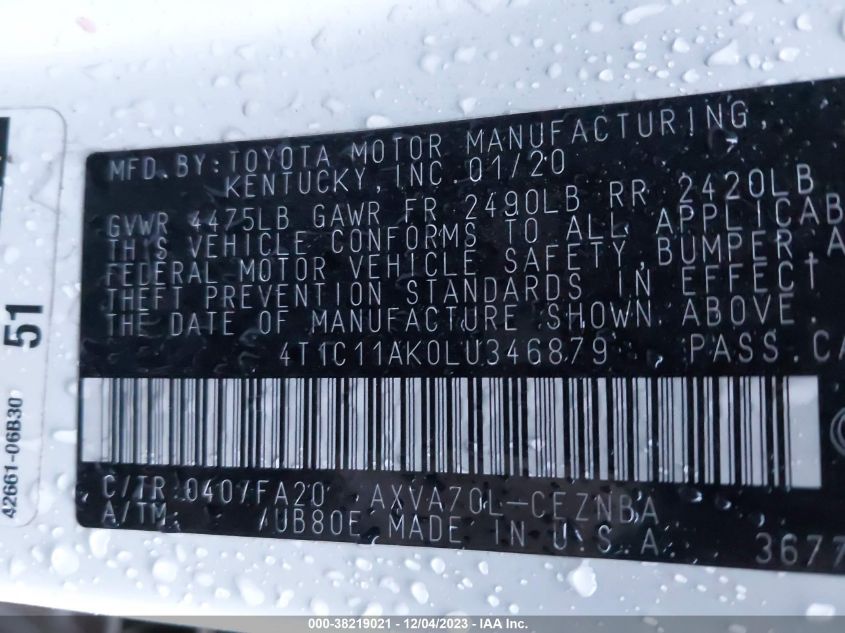 MFD. BY: TOYOTA MOTOR MANUFACTURING,
KENTUCKY, INC. 01/20
GVWR 4475LB GAWR FR 2490LB RR 2420LB
THIS VEHICLE CONFORMS TO ALL APPLICAB
FEDERAL MOTOR VEHICLE SAFETY, BUMPER, A
THEFT PREVENTION STANDARDS IN EFFECT
THE DATE OF MANUFACTURE SHOWN ABOVE.
4T1C11AK0LU346879 PASS.CA
C/TR 040/FA20 AXVA70L-CEZNBA
A/TM /UB80E MADE IN U.S.A 3677
51
42661-06B30
000-38219021 - 12/04/2023 - IAA Inc.